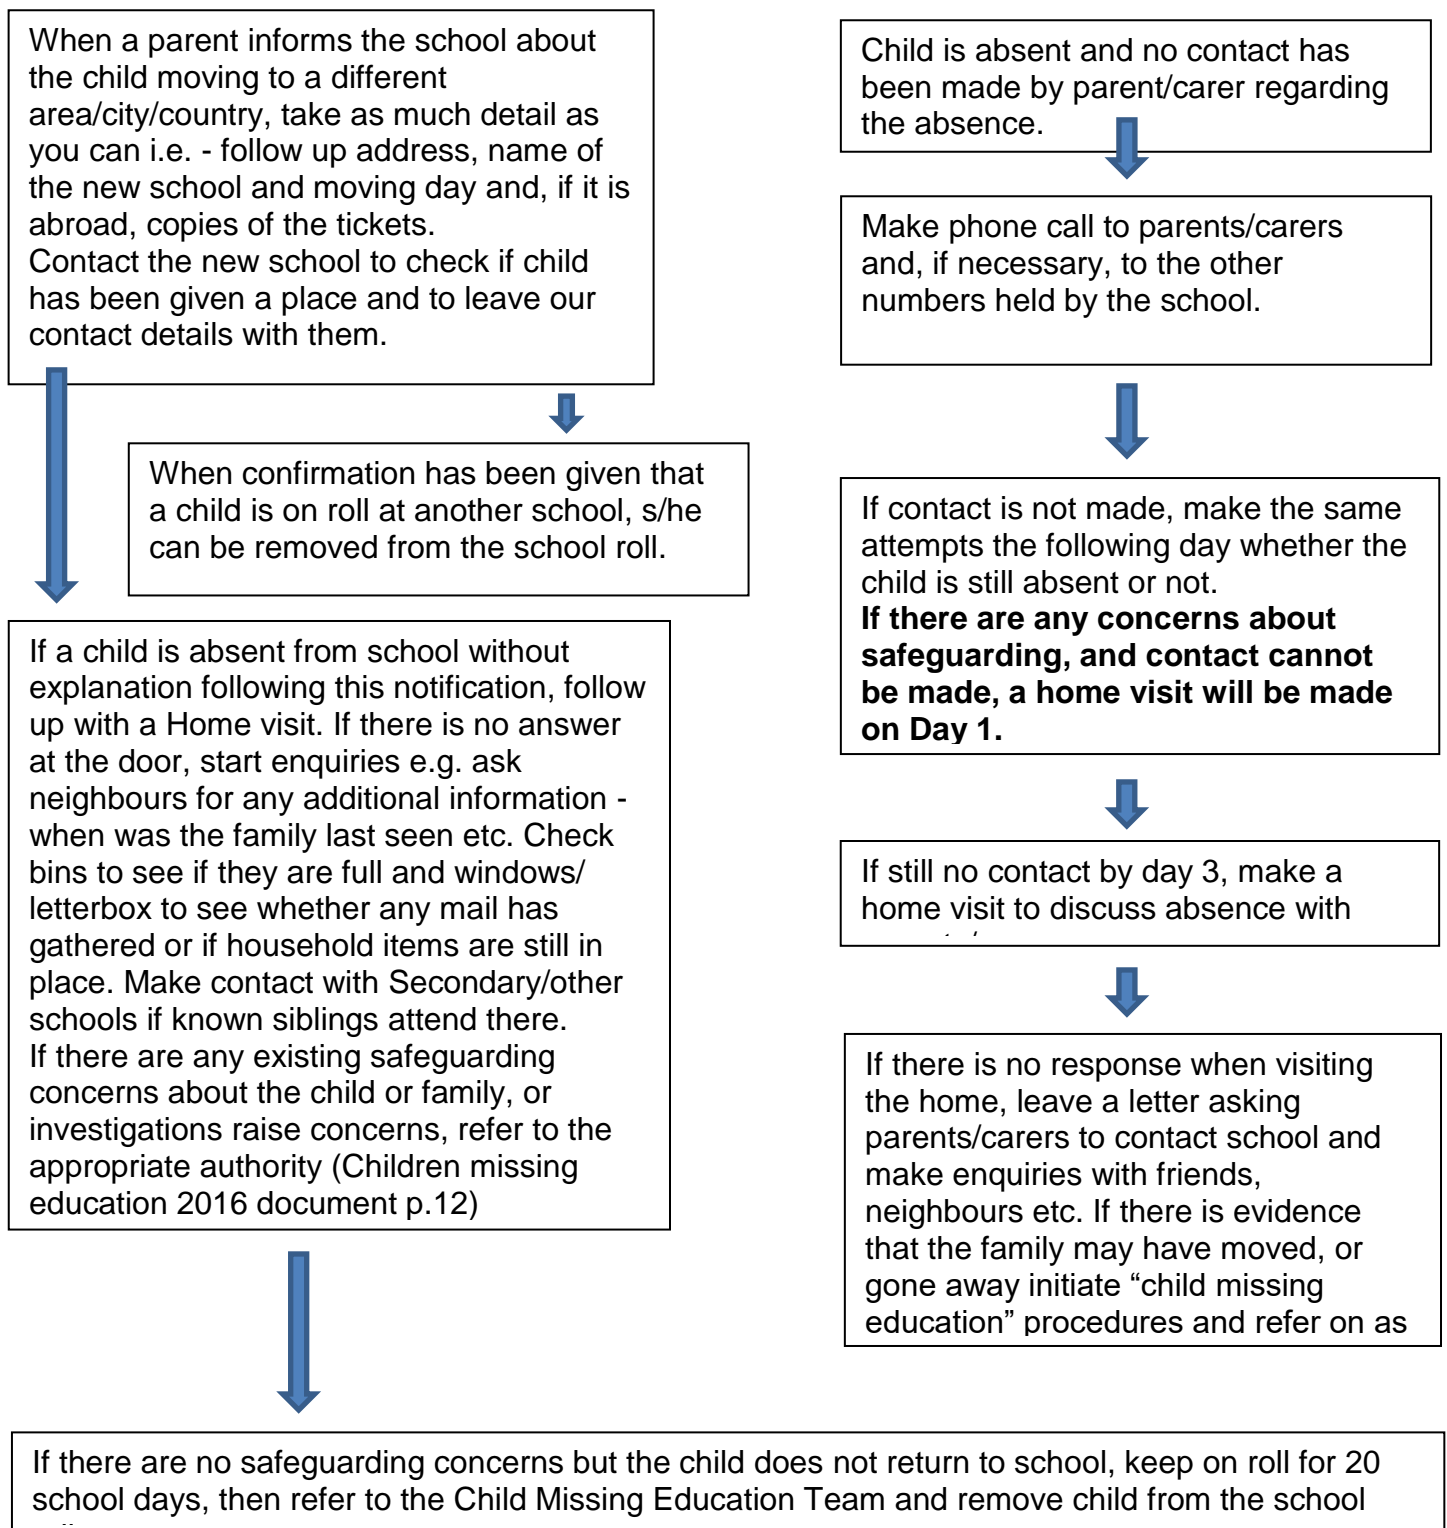 When a parent informs the school about
the child moving to a different
area/city/country, take as much detail as
you can i.e. - follow up address, name of
the new school and moving day and, if it is
abroad, copies of the tickets.
Contact the new school to check if child
has been given a place and to leave our
contact details with them.
When confirmation has been given that
a child is on roll at another school, s/he
can be removed from the school roll.
If a child is absent from school without
explanation following this notification, follow
up with a Home visit. If there is no answer
at the door, start enquiries e.g. ask
neighbours for any additional information -
when was the family last seen etc. Check
bins to see if they are full and windows/
letterbox to see whether any mail has
gathered or if household items are still in
place. Make contact with Secondary/other
schools if known siblings attend there.
If there are any existing safeguarding
concerns about the child or family, or
investigations raise concerns, refer to the
appropriate authority (Children missing
education 2016 document p.12)
Child is absent and no contact has
been made by parent/carer regarding
the absence.
Make phone call to parents/carers
and, if necessary, to the other
numbers held by the school.
If contact is not made, make the same
attempts the following day whether the
child is still absent or not.
If there are any concerns about
safeguarding, and contact cannot
be made, a home visit will be made
on Day 1.
If still no contact by day 3, make a
home visit to discuss absence with
If there is no response when visiting
the home, leave a letter asking
parents/carers to contact school and
make enquiries with friends,
neighbours etc. If there is evidence
that the family may have moved, or
gone away initiate “child missing
education” procedures and refer on as
If there are no safeguarding concerns but the child does not return to school, keep on roll for 20
school days, then refer to the Child Missing Education Team and remove child from the school